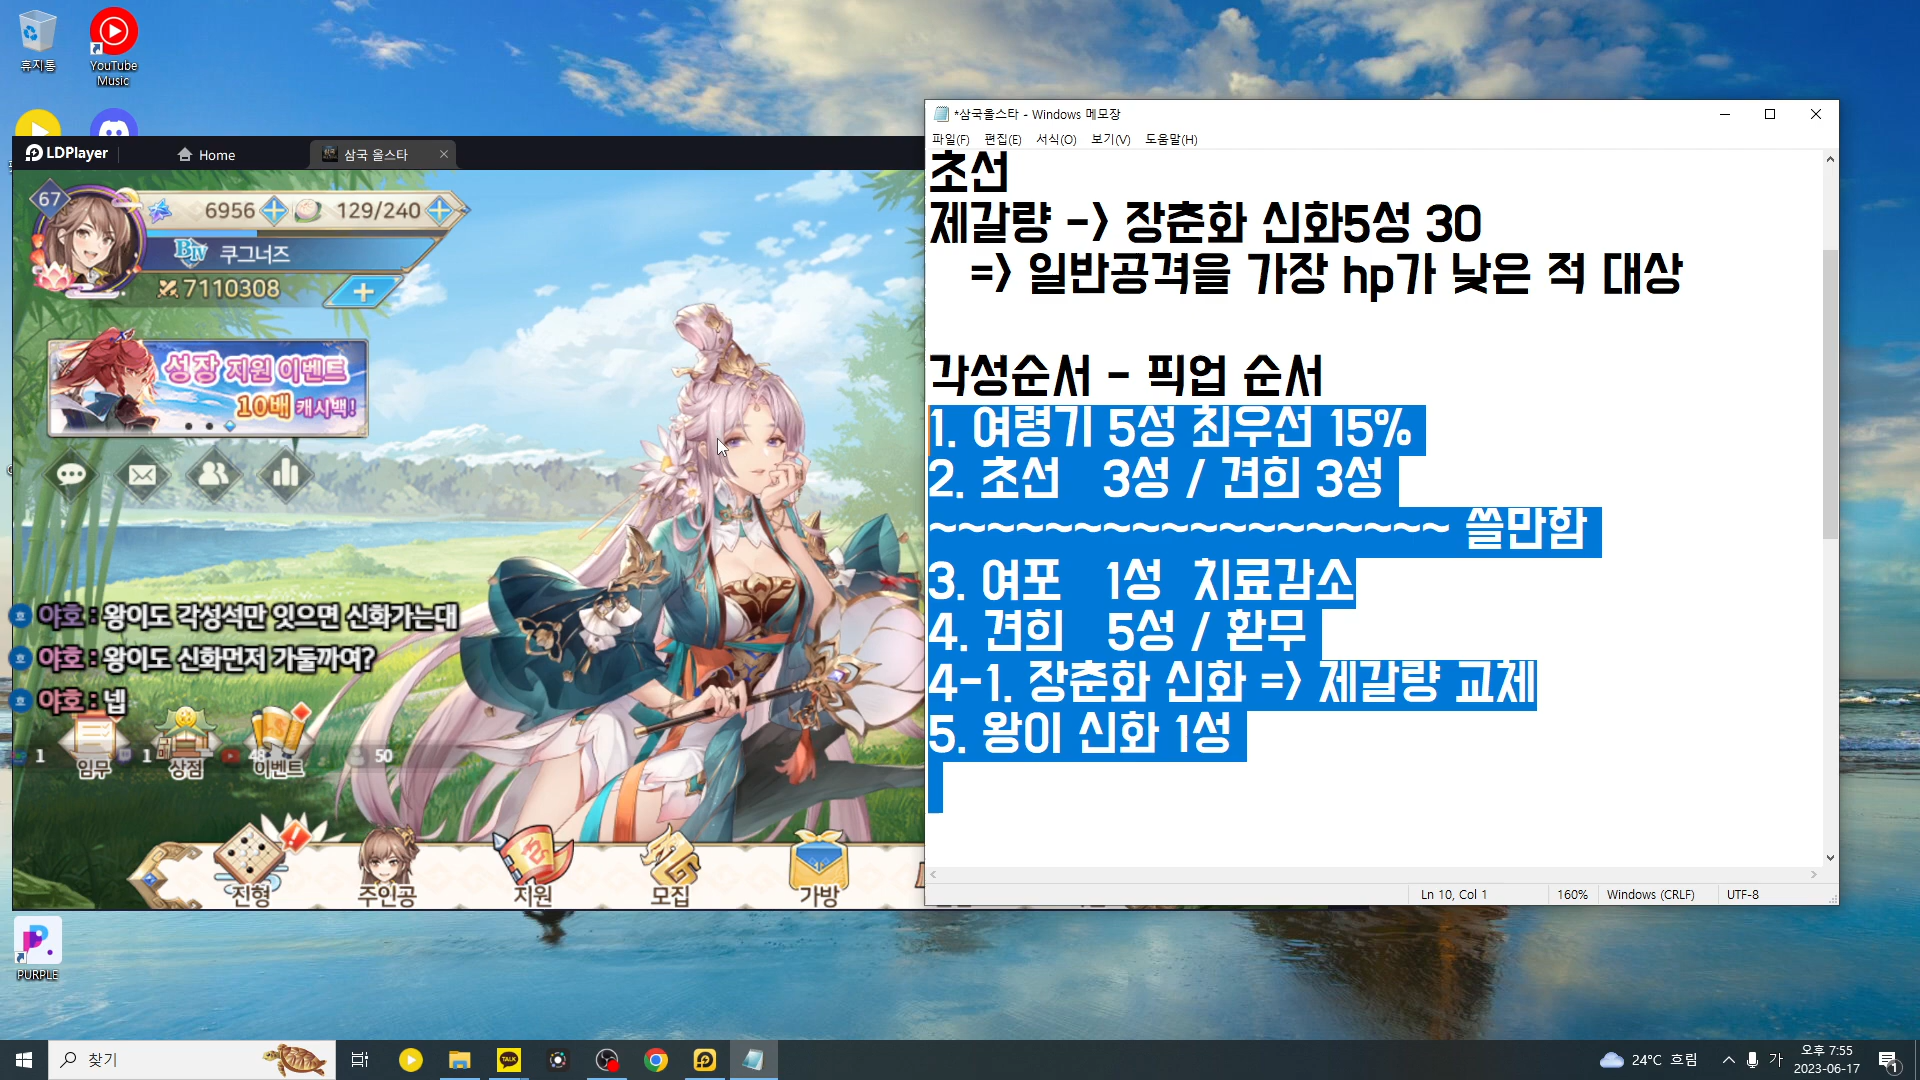 휴지통
YouTube Music
LDPlayer
Home
삼국 올스타
67
6956
129/240
BIV 쿠그너즈
7110308
성장 지원 이벤트
10배 캐시백!
야호 : 왕이도 각성석만 잇으면 신화가는대
야호 : 왕이도 신화먼저 가둘까여?
야호 : 넵
1
1
48
50
임무
상점
이벤트
진형
주인공
지원
모집
가방
PURPLE
*삼국올스타 - Windows 메모장
파일(F) 편집(E) 서식(O) 보기(V) 도움말(H)
초선
제갈량 -> 장춘화 신화5성 30
=> 일반공격을 가장 hp가 낮은 적 대상
각성순서 - 픽업 순서
1. 여령기 5성 최우선 15%
2. 초선 3성 / 견희 3성
~~~~~~~~~~~~~~~~~~ 쓸만함
3. 여포 1성 치료감소
4. 견희 5성 / 환무
4-1. 장춘화 신화 => 제갈량 교체
5. 왕이 신화 1성
Ln 10, Col 1
160%
Windows (CRLF)
UTF-8
찾기
TALK
24°C 흐림
가
오후 7:55
2023-06-17
1